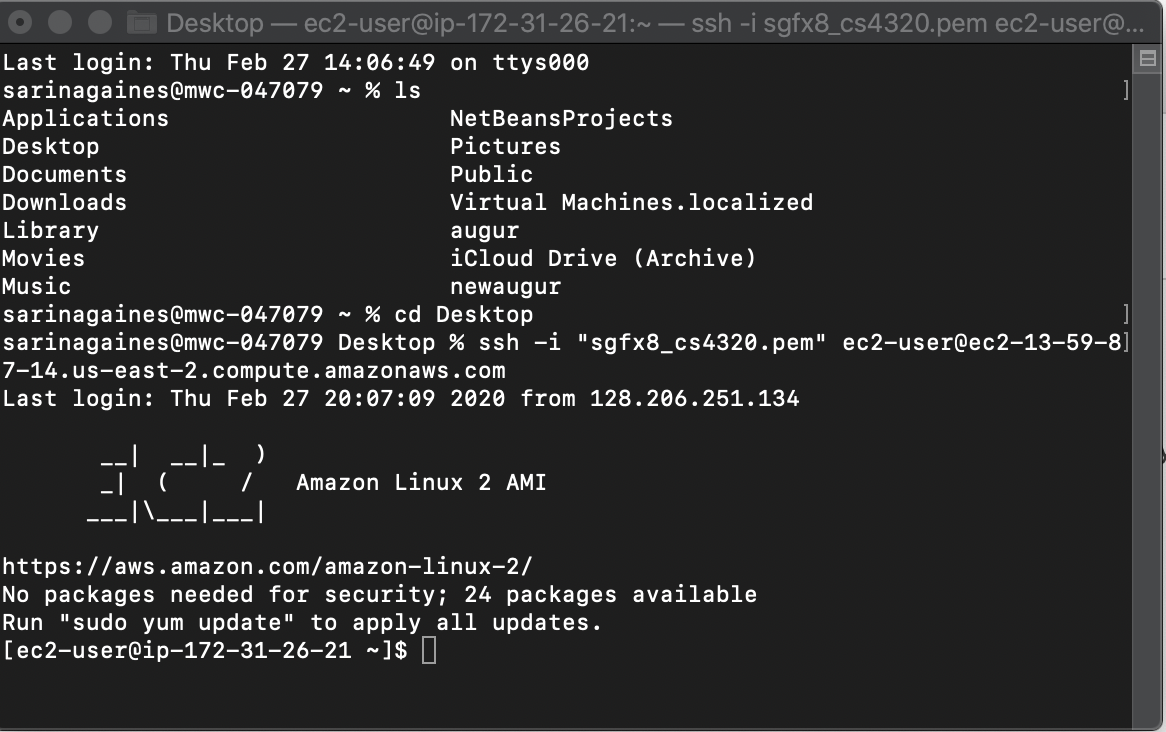 Desktop — ec2-user@ip-172-31-26-21:~ — ssh -i sgfx8_cs4320.pem ec2-user@...
Last login: Thu Feb 27 14:06:49 on ttys000
sarinagaines@mwc-047079 ~ % ls ]
Applications NetBeansProjects
Desktop Pictures
Documents Public
Downloads Virtual Machines.localized
Library augur
Movies iCloud Drive (Archive)
Music newaugur
sarinagaines@mwc-047079 ~ % cd Desktop ]
sarinagaines@mwc-047079 Desktop % ssh -i "sgfx8_cs4320.pem" ec2-user@ec2-13-59-8]
7-14.us-east-2.compute.amazonaws.com
Last login: Thu Feb 27 20:07:09 2020 from 128.206.251.134
       __|  __|_  )
       _|  (     /   Amazon Linux 2 AMI
      ___|\___|___|
https://aws.amazon.com/amazon-linux-2/
No packages needed for security; 24 packages available
Run "sudo yum update" to apply all updates.
[ec2-user@ip-172-31-26-21 ~]$